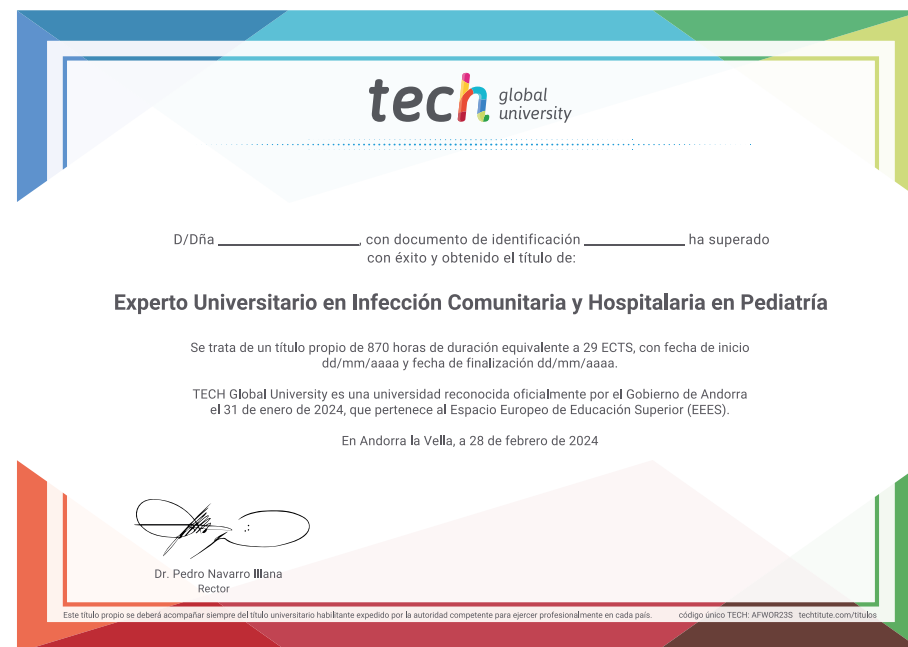 tech global university
D/Dña ____________________, con documento de identificación ______________ ha superado
con éxito y obtenido el título de:
Experto Universitario en Infección Comunitaria y Hospitalaria en Pediatría
Se trata de un título propio de 870 horas de duración equivalente a 29 ECTS, con fecha de inicio
dd/mm/aaaa y fecha de finalización dd/mm/aaaa.
TECH Global University es una universidad reconocida oficialmente por el Gobierno de Andorra
el 31 de enero de 2024, que pertenece al Espacio Europeo de Educación Superior (EEES).
En Andorra la Vella, a 28 de febrero de 2024
Dr. Pedro Navarro Illana
Rector
Este título propio se deberá acompañar siempre del título universitario habilitante expedido por la autoridad competente para ejercer profesionalmente en cada país. código único TECH: AFWOR23S techtitute.com/titulos